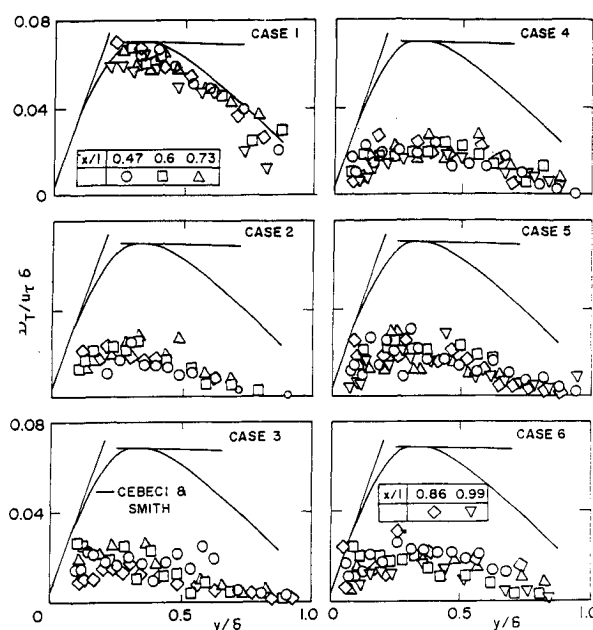 0.08
CASE 1
CASE 4
0.04
x/l 0.47 0.6 0.73
0
CASE 2
CASE 5
ν_T/u_τ δ
0.08
CASE 3
CASE 6
CEBECI &
SMITH
x/l 0.86 0.99
0.04
0 0.5 1.0 0 0.5 1.0
y/δ y/δ